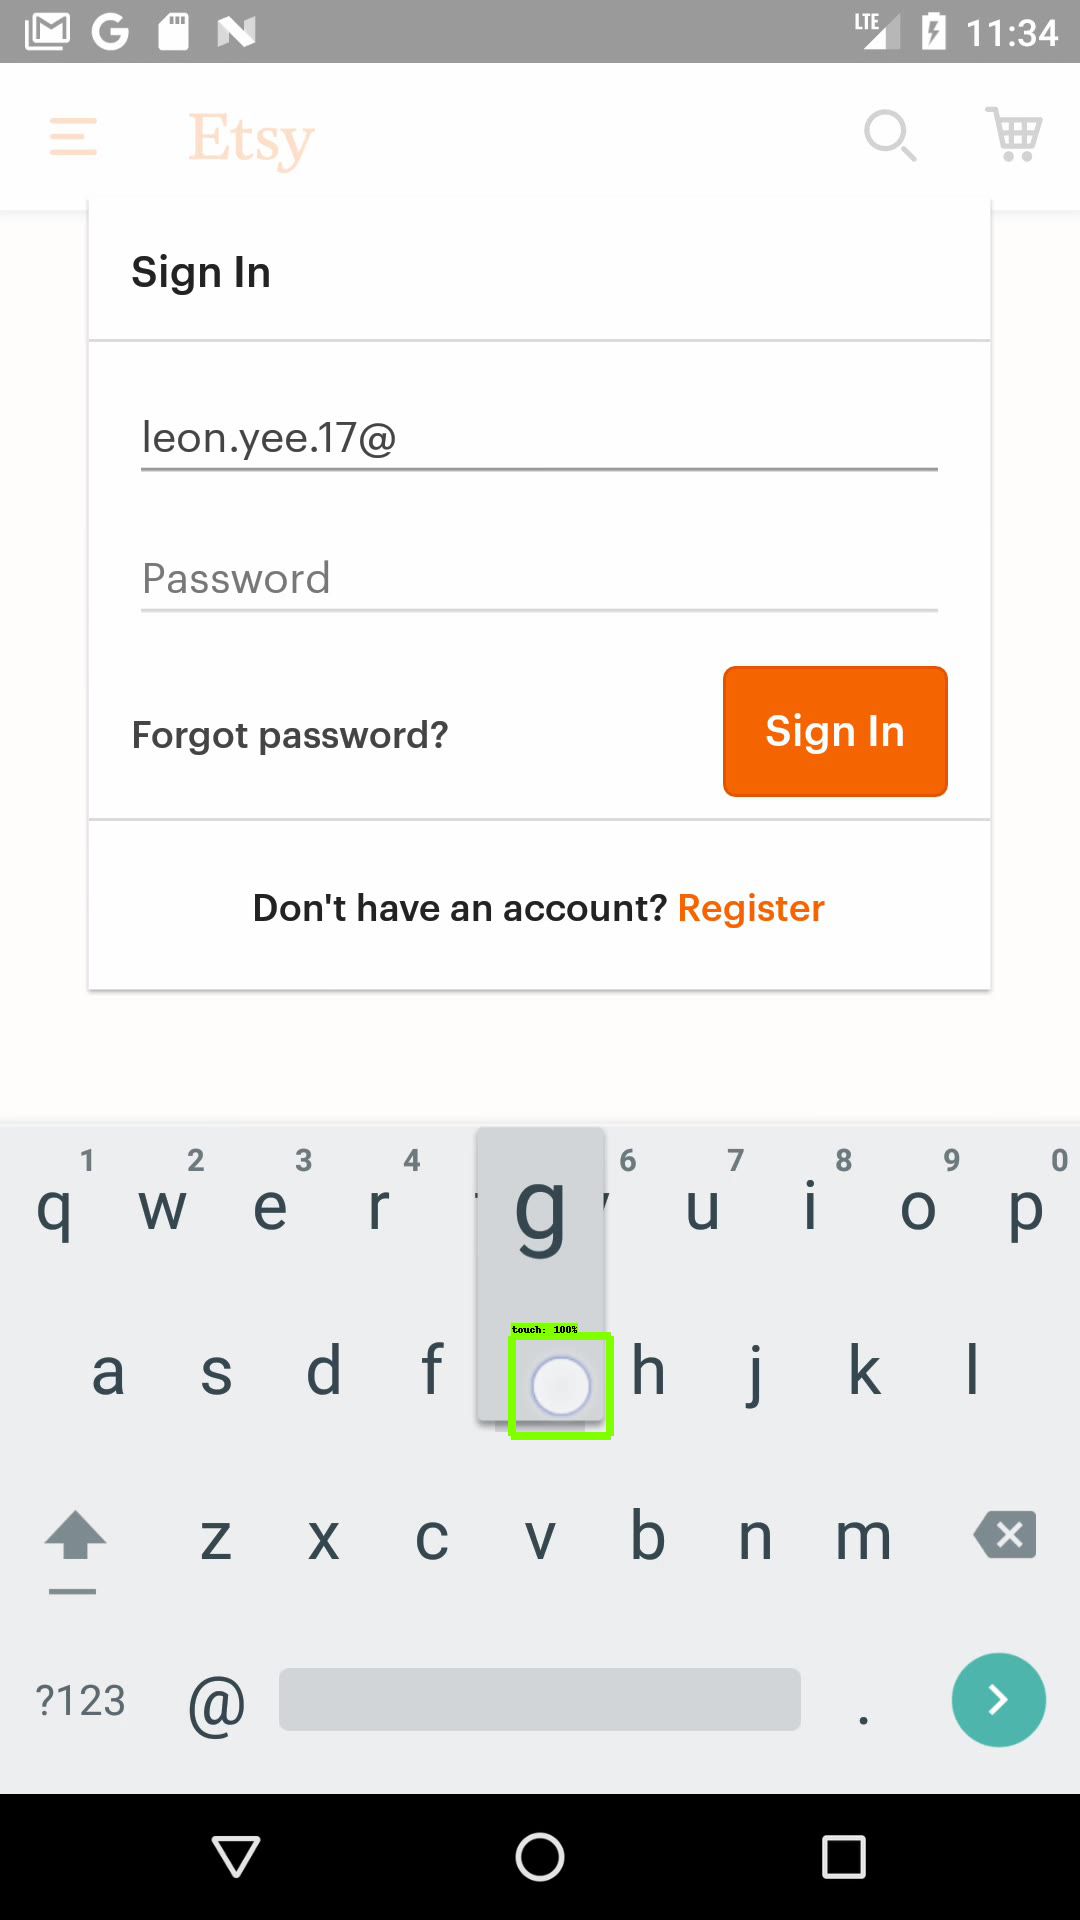 LTE 11:34
Etsy
Sign In
leon.yee.17@
Password
Forgot password? Sign In
Don't have an account? Register
1 2 3 4 6 7 8 9 0
q w e r g u i o p
touch: 100%
a s d f h j k l
z x c v b n m
?123 @ .